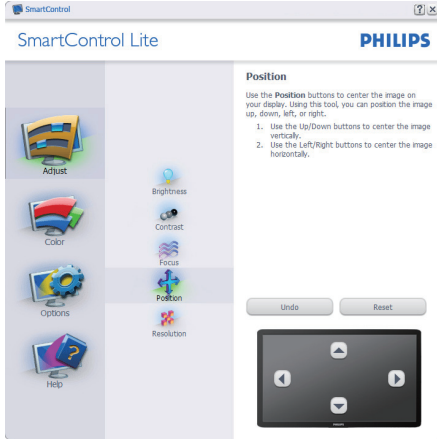 SmartControl
SmartControl Lite
PHILIPS
Adjust
Color
Options
Help
Brightness
Contrast
Focus
Position
Resolution
Position
Use the Position buttons to center the image on
your display. Using this tool, you can position the image
up, down, left, or right.
1. Use the Up/Down buttons to center the image
vertically.
2. Use the Left/Right buttons to center the image
horizontally.
Undo
Reset
PHILIPS